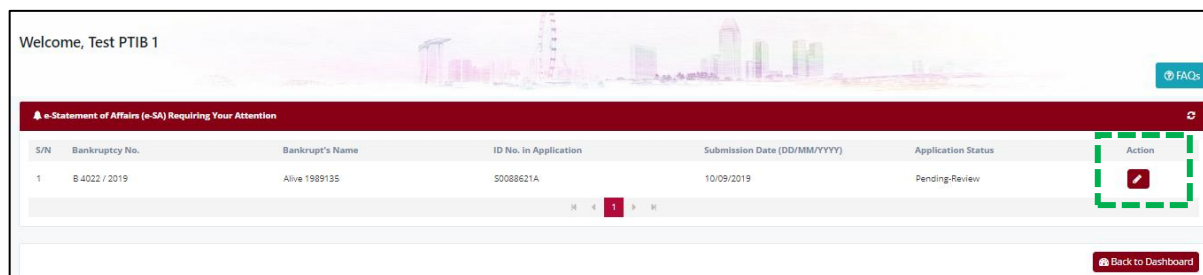 Welcome, Test PTIB 1
FAQs
e-Statement of Affairs (e-SA) Requiring Your Attention
S/N Bankruptcy No. Bankrupt's Name ID No. in Application Submission Date (DD/MM/YYYY) Application Status Action
1 B 4022 / 2019 Alive 1989135 S0088621A 10/09/2019 Pending-Review
1
Back to Dashboard